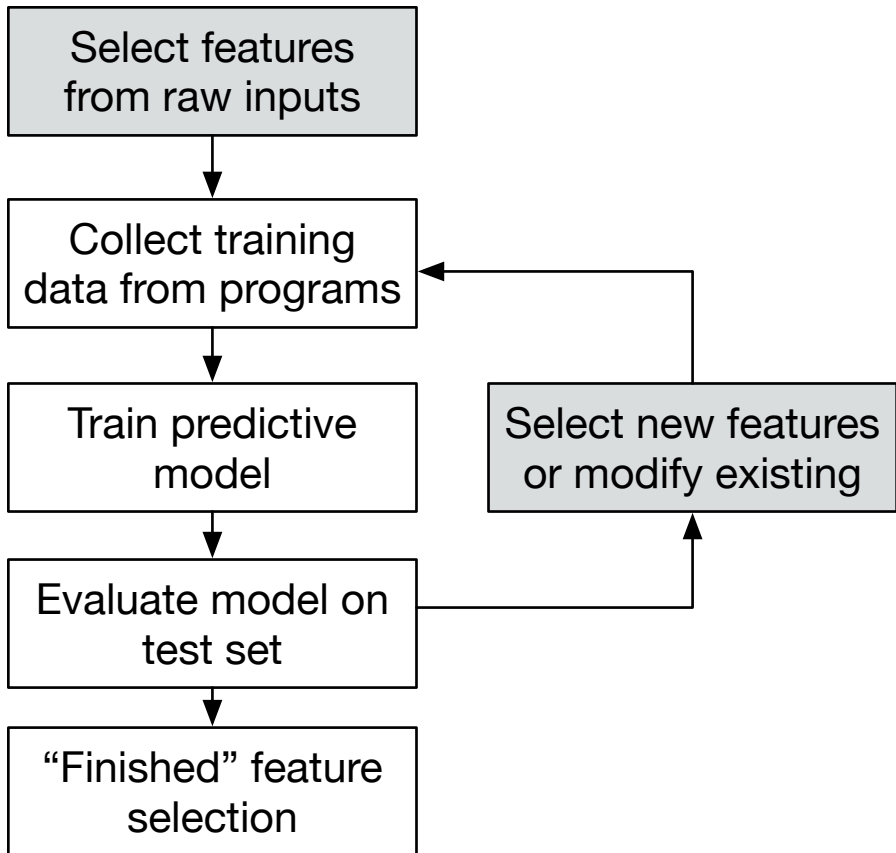 Select features
from raw inputs
Collect training
data from programs
Train predictive
model
Select new features
or modify existing
Evaluate model on
test set
“Finished” feature
selection